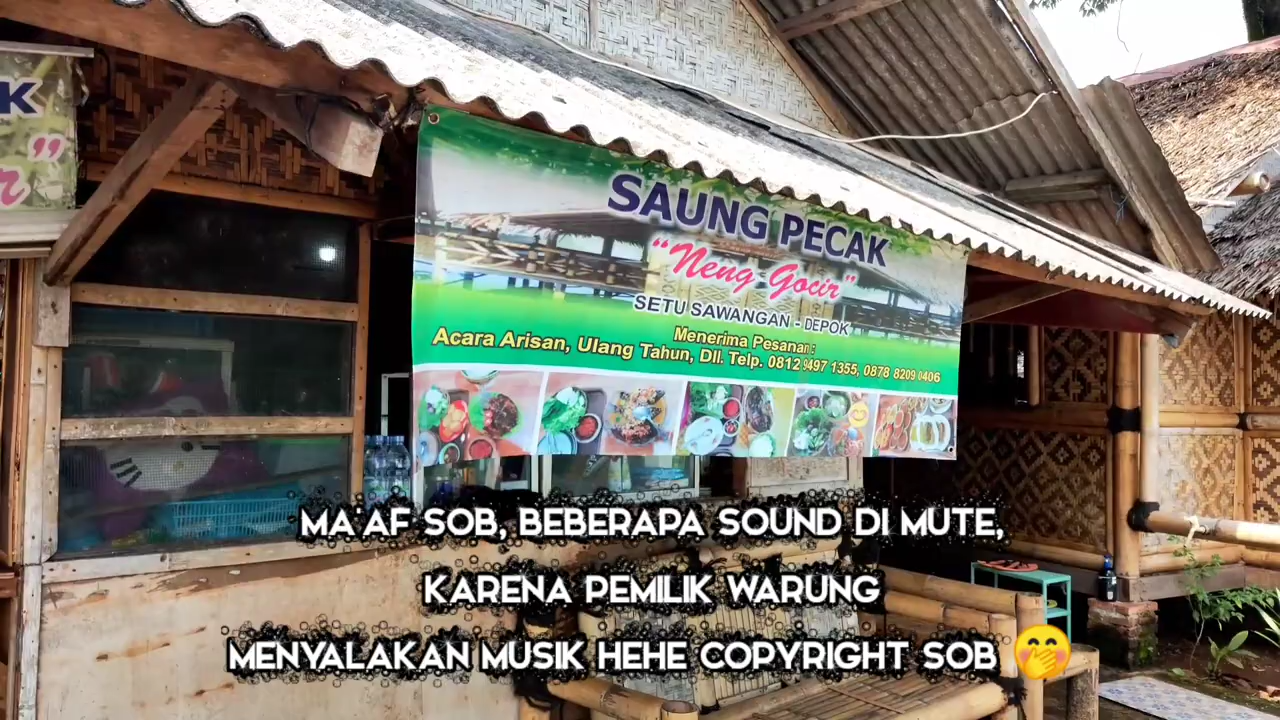 K
"
r
SAUNG PECAK
"Neng Gocir"
SETU SAWANGAN - DEPOK
Menerima Pesanan :
Acara Arisan, Ulang Tahun, Dll. Telp. 0812 9497 1355, 0878 8209 0406
MA'AF SOB, BEBERAPA SOUND DI MUTE,
KARENA PEMILIK WARUNG
MENYALAKAN MUSIK HEHE COPYRIGHT SOB 🤭